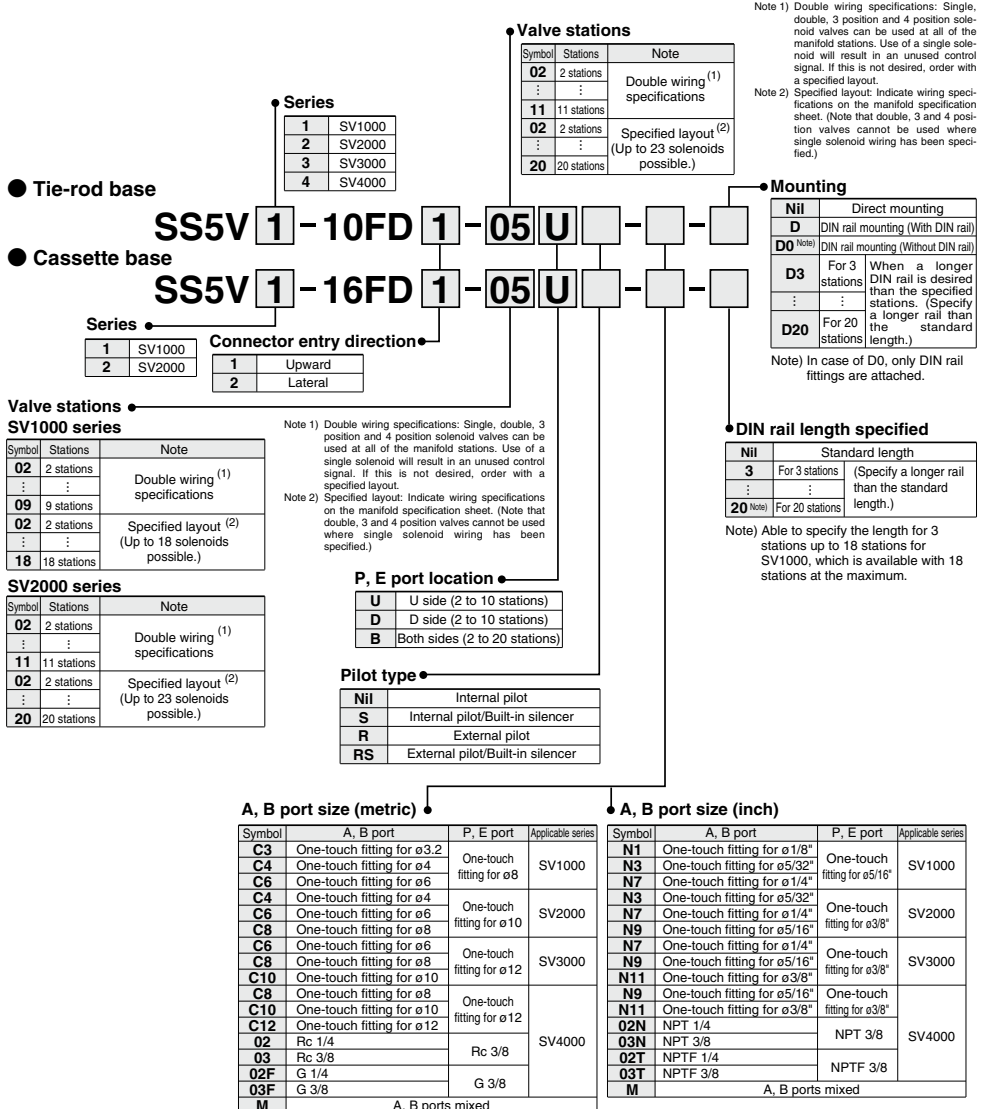 Note 1) Double wiring specifications: Single,
double, 3 position and 4 position sole-
noid valves can be used at all of the
manifold stations. Use of a single sole-
noid will result in an unused control
signal. If this is not desired, order with
a specified layout.
Note 2) Specified layout: Indicate wiring speci-
fications on the manifold specification
sheet. (Note that double, 3 and 4 posi-
tion valves cannot be used where
single solenoid wiring has been speci-
fied.)
Valve stations
Symbol Stations Note
02 2 stations Double wiring (1) specifications
⋮ ⋮
11 11 stations
02 2 stations Specified layout (2) (Up to 23 solenoids possible.)
⋮ ⋮
20 20 stations
Series
1 SV1000
2 SV2000
3 SV3000
4 SV4000
● Tie-rod base
SS5V 1 - 10FD 1 - 05 U - -
● Cassette base
SS5V 1 - 16FD 1 - 05 U - -
Mounting
Nil Direct mounting
D DIN rail mounting (With DIN rail)
D0 Note) DIN rail mounting (Without DIN rail)
D3 For 3 stations When a longer DIN rail is desired than the specified stations. (Specify a longer rail than the standard length.)
⋮ ⋮
D20 For 20 stations
Note) In case of D0, only DIN rail
fittings are attached.
Series
1 SV1000
2 SV2000
Connector entry direction
1 Upward
2 Lateral
Valve stations
SV1000 series
Symbol Stations Note
02 2 stations Double wiring (1) specifications
⋮ ⋮
09 9 stations
02 2 stations Specified layout (2) (Up to 18 solenoids possible.)
⋮ ⋮
18 18 stations
SV2000 series
Symbol Stations Note
02 2 stations Double wiring (1) specifications
⋮ ⋮
11 11 stations
02 2 stations Specified layout (2) (Up to 23 solenoids possible.)
⋮ ⋮
20 20 stations
Note 1) Double wiring specifications: Single, double, 3
position and 4 position solenoid valves can be
used at all of the manifold stations. Use of a
single solenoid will result in an unused control
signal. If this is not desired, order with a
specified layout.
Note 2) Specified layout: Indicate wiring specifications
on the manifold specification sheet. (Note that
double, 3 and 4 position valves cannot be used
where single solenoid wiring has been
specified.)
DIN rail length specified
Nil Standard length
3 For 3 stations (Specify a longer rail than the standard length.)
⋮ ⋮
20 Note) For 20 stations
Note) Able to specify the length for 3
stations up to 18 stations for
SV1000, which is available with 18
stations at the maximum.
P, E port location
U U side (2 to 10 stations)
D D side (2 to 10 stations)
B Both sides (2 to 20 stations)
Pilot type
Nil Internal pilot
S Internal pilot/Built-in silencer
R External pilot
RS External pilot/Built-in silencer
A, B port size (metric)
Symbol A, B port P, E port Applicable series
C3 One-touch fitting for ø3.2 One-touch fitting for ø8 SV1000
C4 One-touch fitting for ø4
C6 One-touch fitting for ø6
C4 One-touch fitting for ø4 One-touch fitting for ø10 SV2000
C6 One-touch fitting for ø6
C8 One-touch fitting for ø8
C6 One-touch fitting for ø6 One-touch fitting for ø12 SV3000
C8 One-touch fitting for ø8
C10 One-touch fitting for ø10
C8 One-touch fitting for ø8 One-touch fitting for ø12 SV4000
C10 One-touch fitting for ø10
C12 One-touch fitting for ø12
02 Rc 1/4 Rc 3/8
03 Rc 3/8
02F G 1/4 G 3/8
03F G 3/8
M A, B ports mixed
A, B port size (inch)
Symbol A, B port P, E port Applicable series
N1 One-touch fitting for ø1/8" One-touch fitting for ø5/16" SV1000
N3 One-touch fitting for ø5/32"
N7 One-touch fitting for ø1/4"
N3 One-touch fitting for ø5/32" One-touch fitting for ø3/8" SV2000
N7 One-touch fitting for ø1/4"
N9 One-touch fitting for ø5/16"
N7 One-touch fitting for ø1/4" One-touch fitting for ø3/8" SV3000
N9 One-touch fitting for ø5/16"
N11 One-touch fitting for ø3/8"
N9 One-touch fitting for ø5/16" One-touch fitting for ø3/8" SV4000
N11 One-touch fitting for ø3/8"
02N NPT 1/4 NPT 3/8
03N NPT 3/8
02T NPTF 1/4 NPTF 3/8
03T NPTF 3/8
M A, B ports mixed